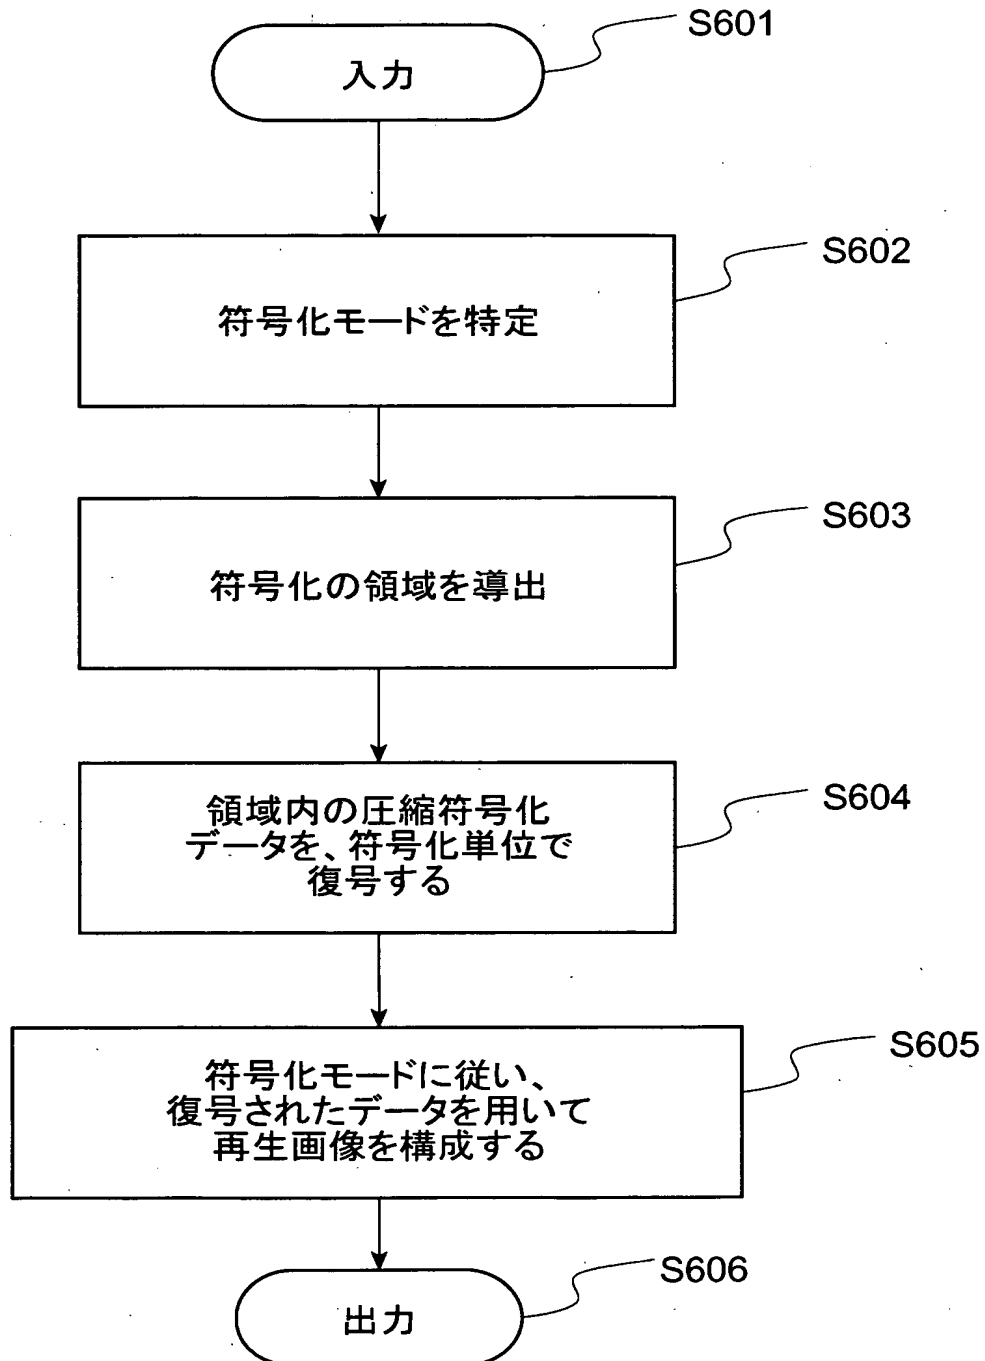 S601
入力
S602
符号化モードを特定
S603
符号化の領域を導出
S604
領域内の圧縮符号化
データを、符号化単位で
復号する
S605
符号化モードに従い、
復号されたデータを用いて
再生画像を構成する
S606
出力